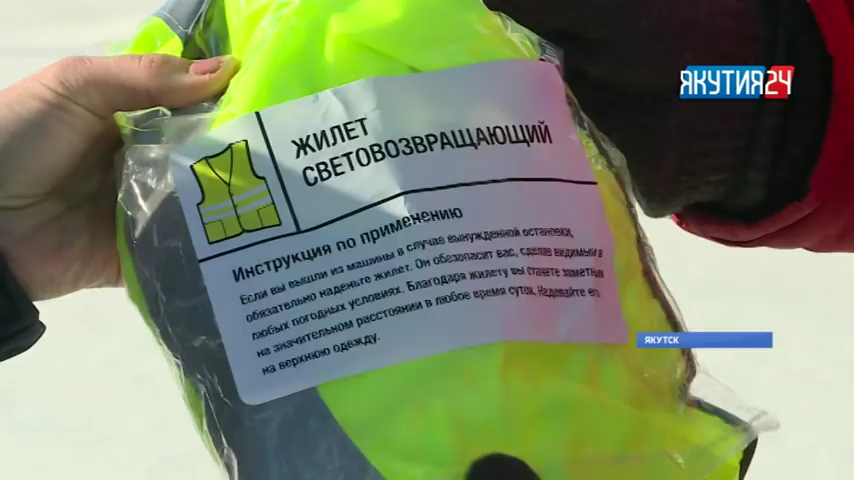 ЯКУТИЯ24
ЖИЛЕТ
СВЕТОВОЗВРАЩАЮЩИЙ
Инструкция по применению
Если вы вышли из машины в случае вынужденной остановки,
обязательно наденьте жилет. Он обезопасит вас, сделав видимым в
любых погодных условиях. Благодаря жилету вы станете заметным
на значительном расстоянии в любое время суток. Надевайте его
на верхнюю одежду.
ЯКУТСК